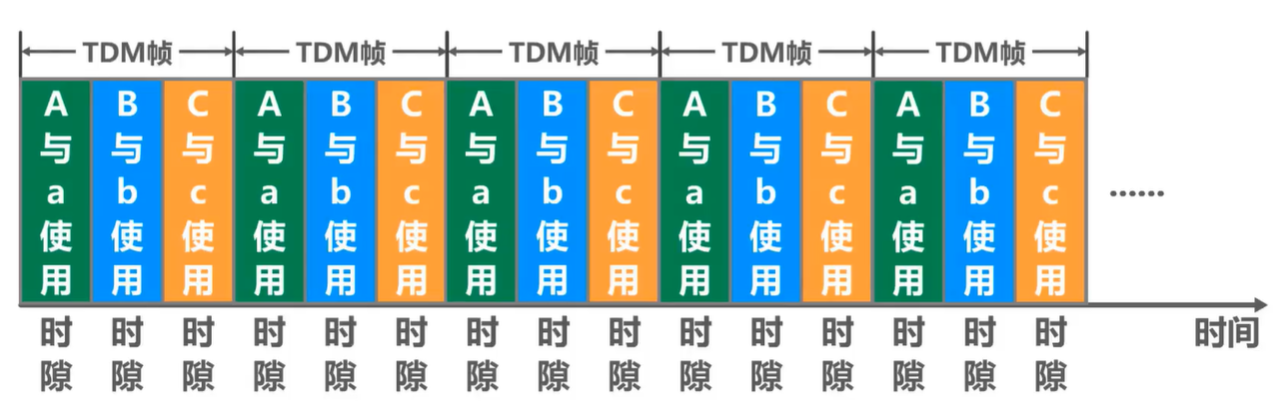 TDM帧 TDM帧 TDM帧 TDM帧 TDM帧
A与a使用 B与b使用 C与c使用 A与a使用 B与b使用 C与c使用 A与a使用 B与b使用 C与c使用 A与a使用 B与b使用 C与c使用 A与a使用 B与b使用 C与c使用 ……
时隙 时隙 时隙 时隙 时隙 时隙 时隙 时隙 时隙 时隙 时隙 时隙 时隙 时隙 时隙 时间